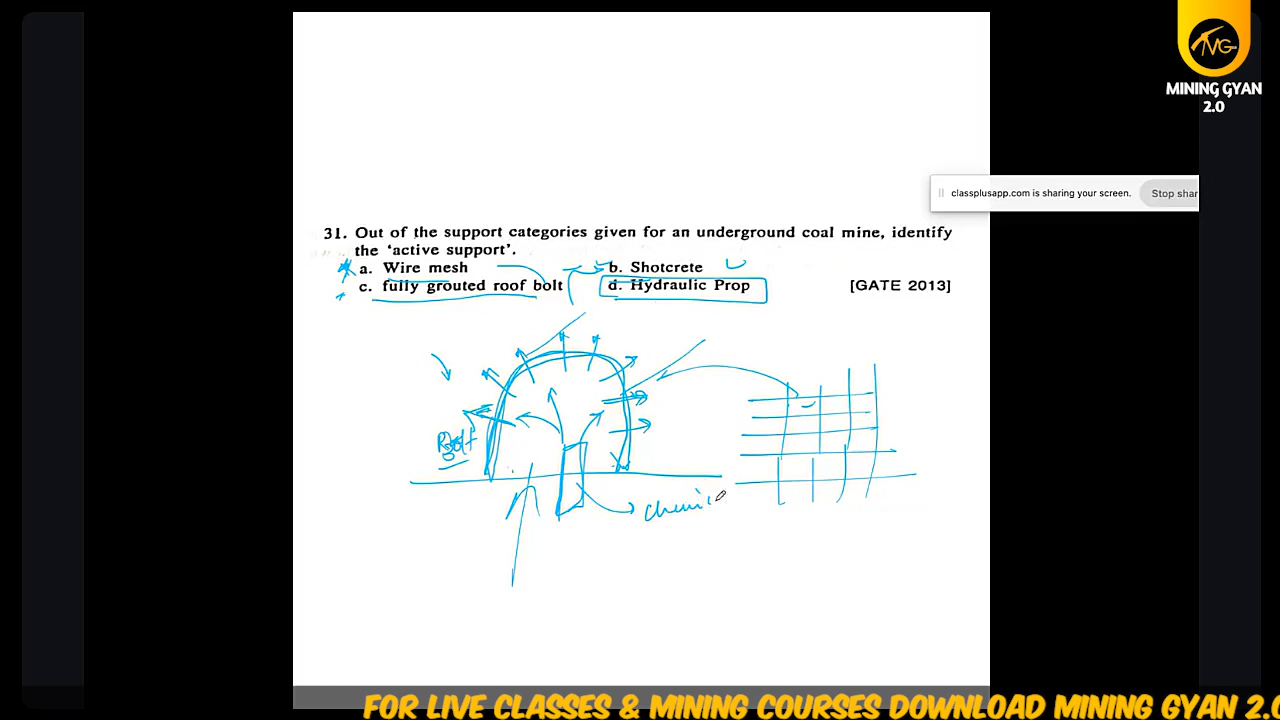 MINING GYAN
2.0
classplusapp.com is sharing your screen. Stop shar
31. Out of the support categories given for an underground coal mine, identify
the 'active support'.
a. Wire mesh b. Shotcrete
c. fully grouted roof bolt d. Hydraulic Prop [GATE 2013]
Chemi
FOR LIVE CLASSES & MINING COURSES DOWNLOAD MINING GYAN 2.0